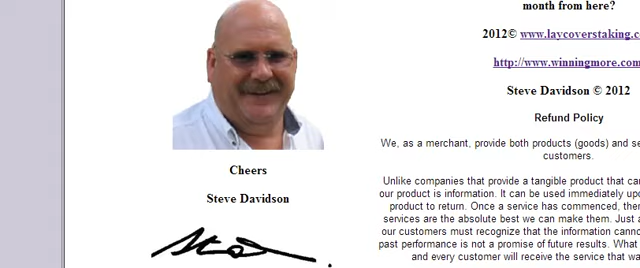 month from here?
2012© www.laycoverstaking.c
http://www.winningmore.com
Steve Davidson © 2012
Refund Policy
We, as a merchant, provide both products (goods) and se
customers.
Cheers
Steve Davidson
Unlike companies that provide a tangible product that ca
our product is information. It can be used immediately upo
product to return. Once a service has commenced, ther
services are the absolute best we can make them. Just a
our customers must recognize that the information canno
past performance is not a promise of future results. What
and every customer will receive the service that wa